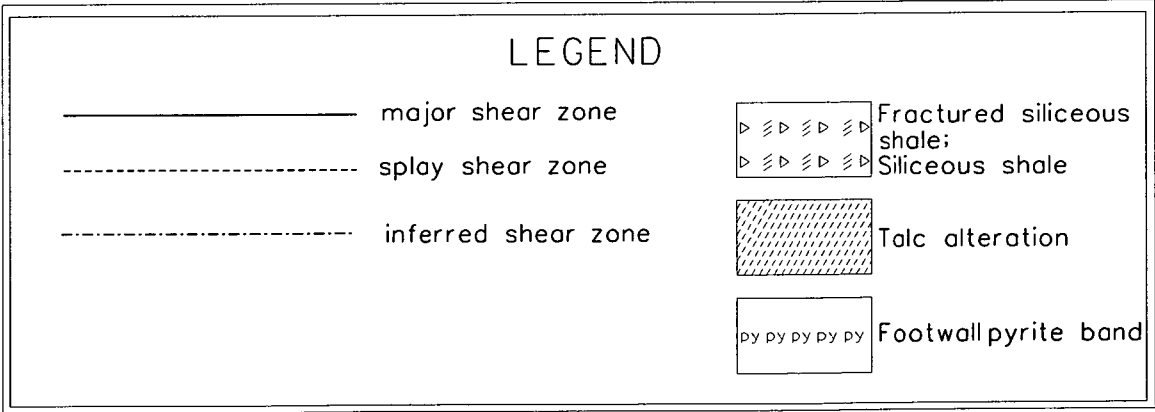 LEGEND
major shear zone
splay shear zone
inferred shear zone
Fractured siliceous
shale;
Siliceous shale
Talc alteration
py py py py py
Footwall pyrite band